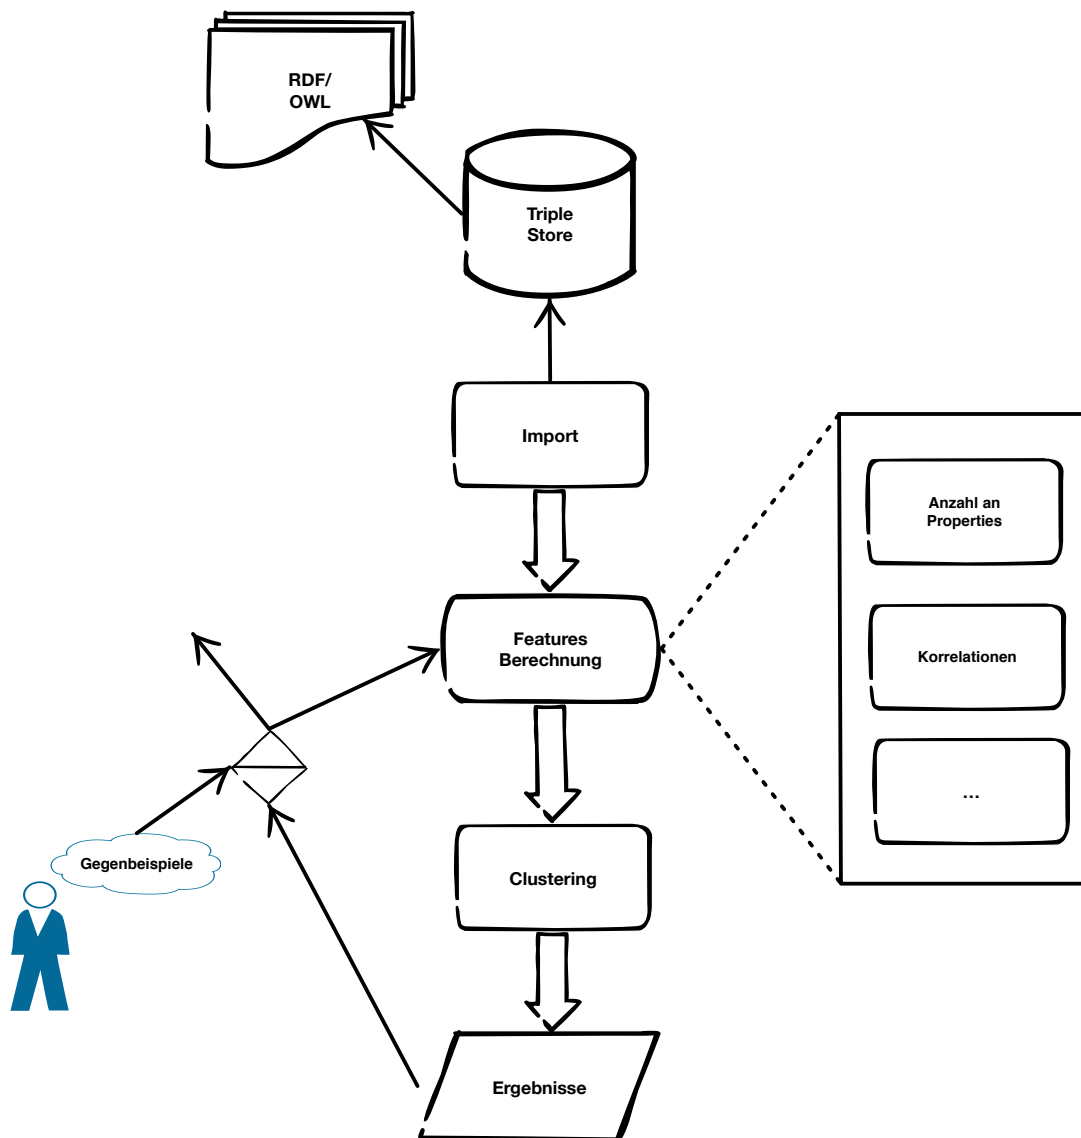 RDF/
OWL
Triple
Store
Import
Anzahl an
Properties
Features
Berechnung
Korrelationen
...
Gegenbeispiele
Clustering
Ergebnisse